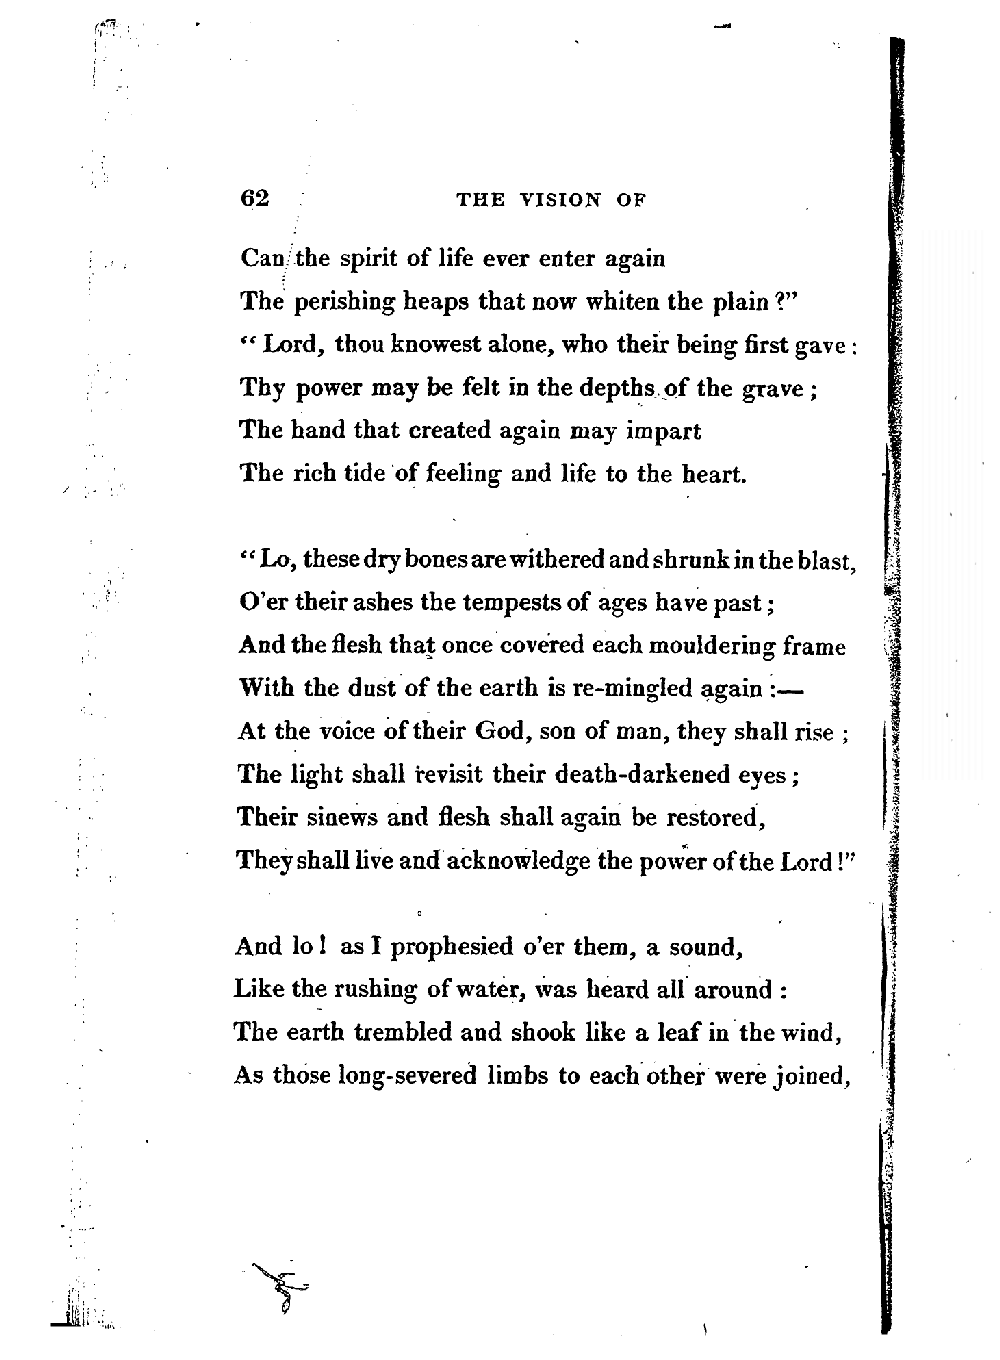 62 THE VISION OF
Can the spirit of life ever enter again
The perishing heaps that now whiten the plain ?”
“ Lord, thou knowest alone, who their being first gave :
Thy power may be felt in the depths of the grave ;
The hand that created again may impart
The rich tide of feeling and life to the heart.
“ Lo, these dry bones are withered and shrunk in the blast,
O’er their ashes the tempests of ages have past ;
And the flesh that once covered each mouldering frame
With the dust of the earth is re-mingled again :—
At the voice of their God, son of man, they shall rise ;
The light shall revisit their death-darkened eyes ;
Their sinews and flesh shall again be restored,
They shall live and acknowledge the power of the Lord !”
And lo ! as I prophesied o’er them, a sound,
Like the rushing of water, was heard all around :
The earth trembled and shook like a leaf in the wind,
As those long-severed limbs to each other were joined,